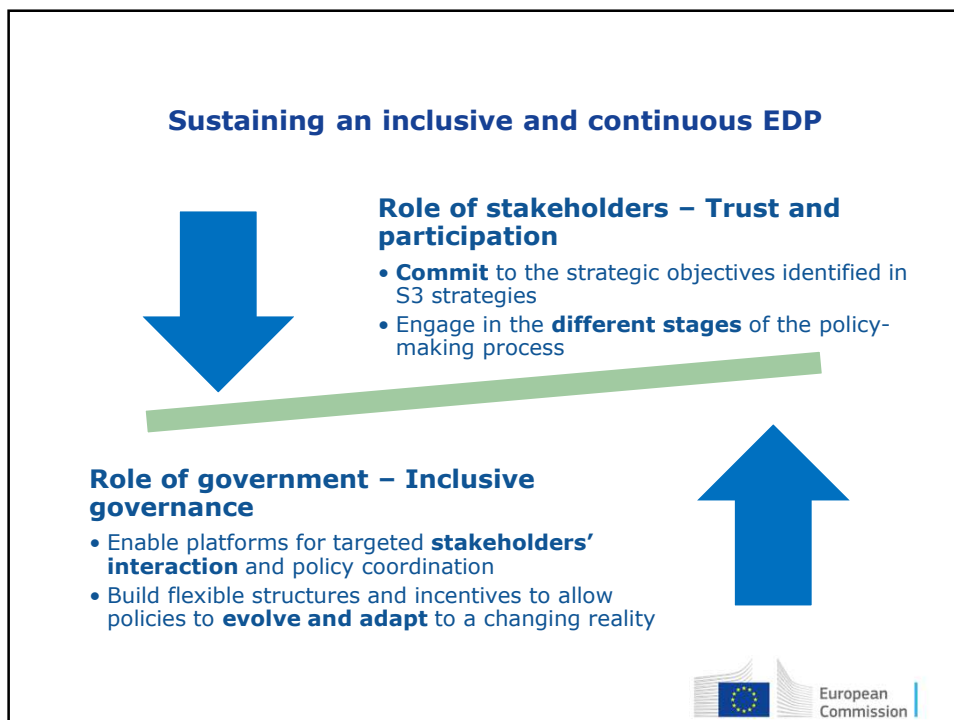 Sustaining an inclusive and continuous EDP
Role of stakeholders – Trust and
participation
• Commit to the strategic objectives identified in
S3 strategies
• Engage in the different stages of the policy-
making process
Role of government – Inclusive
governance
• Enable platforms for targeted stakeholders’
interaction and policy coordination
• Build flexible structures and incentives to allow
policies to evolve and adapt to a changing reality
European
Commission